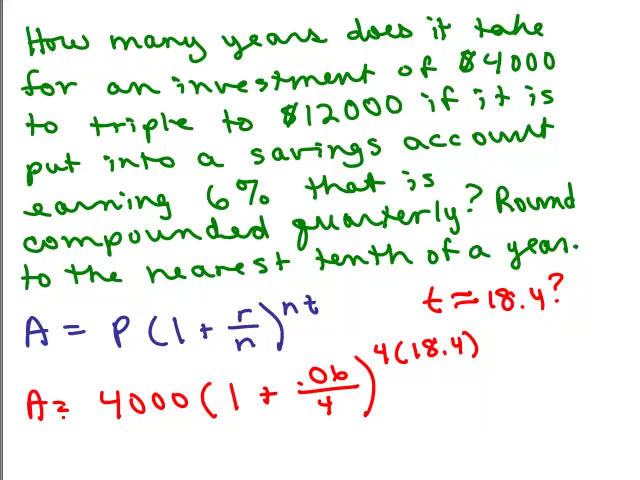 How many years does it take
for an investment of $4000
to triple to $12000 if it is
put into a savings account
earning 6% that is
compounded quarterly? Round
to the nearest tenth of a year.
t ≈ 18.4?
A = P(1 + r/n)^nt
A = 4000(1 + .06/4)^4(18.4)